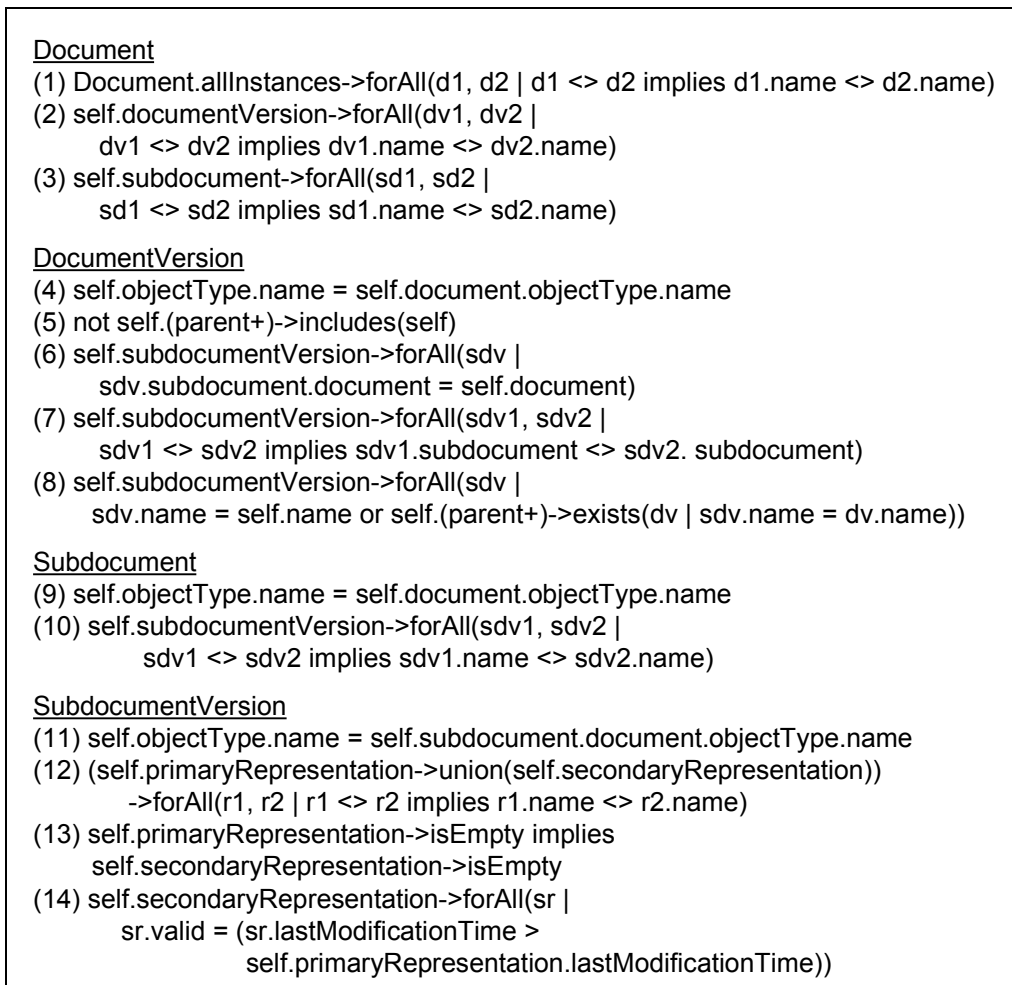 Document
(1) Document.allInstances->forAll(d1, d2 | d1 <> d2 implies d1.name <> d2.name)
(2) self.documentVersion->forAll(dv1, dv2 |
dv1 <> dv2 implies dv1.name <> dv2.name)
(3) self.subdocument->forAll(sd1, sd2 |
sd1 <> sd2 implies sd1.name <> sd2.name)
DocumentVersion
(4) self.objectType.name = self.document.objectType.name
(5) not self.(parent+)->includes(self)
(6) self.subdocumentVersion->forAll(sdv |
sdv.subdocument.document = self.document)
(7) self.subdocumentVersion->forAll(sdv1, sdv2 |
sdv1 <> sdv2 implies sdv1.subdocument <> sdv2. subdocument)
(8) self.subdocumentVersion->forAll(sdv |
sdv.name = self.name or self.(parent+)->exists(dv | sdv.name = dv.name))
Subdocument
(9) self.objectType.name = self.document.objectType.name
(10) self.subdocumentVersion->forAll(sdv1, sdv2 |
sdv1 <> sdv2 implies sdv1.name <> sdv2.name)
SubdocumentVersion
(11) self.objectType.name = self.subdocument.document.objectType.name
(12) (self.primaryRepresentation->union(self.secondaryRepresentation))
->forAll(r1, r2 | r1 <> r2 implies r1.name <> r2.name)
(13) self.primaryRepresentation->isEmpty implies
self.secondaryRepresentation->isEmpty
(14) self.secondaryRepresentation->forAll(sr |
sr.valid = (sr.lastModificationTime >
self.primaryRepresentation.lastModificationTime))